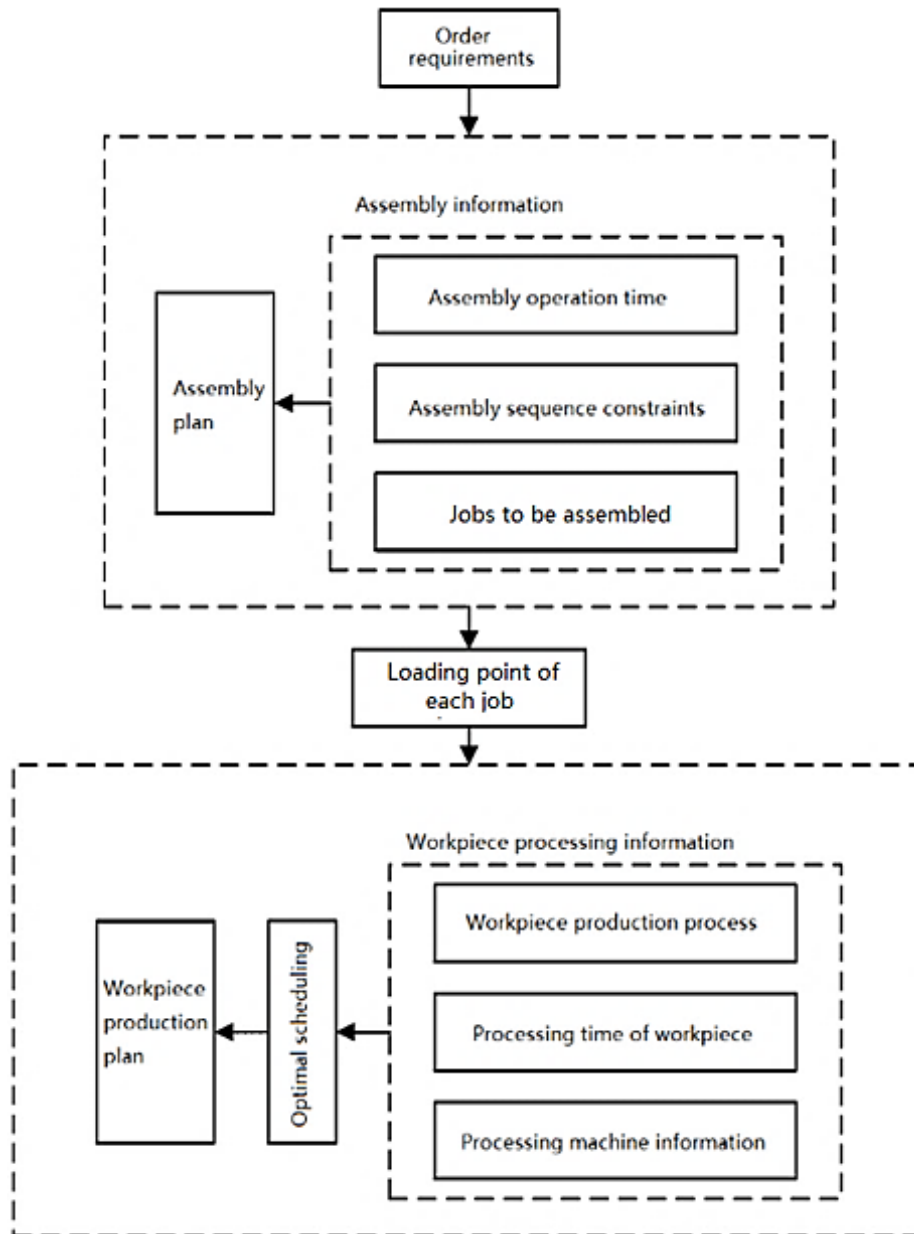 Order
requirements
Assembly information
Assembly operation time
Assembly
plan
Assembly sequence constraints
Jobs to be assembled
Loading point of
each job
Workpiece processing information
Workpiece production process
Workpiece
production
plan
Optimal scheduling
Processing time of workpiece
Processing machine information